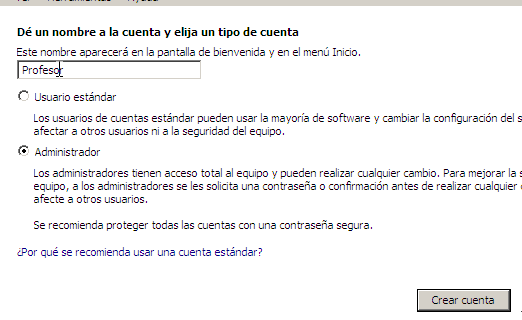 Dé un nombre a la cuenta y elija un tipo de cuenta
Este nombre aparecerá en la pantalla de bienvenida y en el menú Inicio.
Profesor
Usuario estándar
Los usuarios de cuentas estándar pueden usar la mayoría de software y cambiar la configuración del s
afectar a otros usuarios ni a la seguridad del equipo.
Administrador
Los administradores tienen acceso total al equipo y pueden realizar cualquier cambio. Para mejorar la s
equipo, a los administradores se les solicita una contraseña o confirmación antes de realizar cualquier
afecte a otros usuarios.
Se recomienda proteger todas las cuentas con una contraseña segura.
¿Por qué se recomienda usar una cuenta estándar?
Crear cuenta